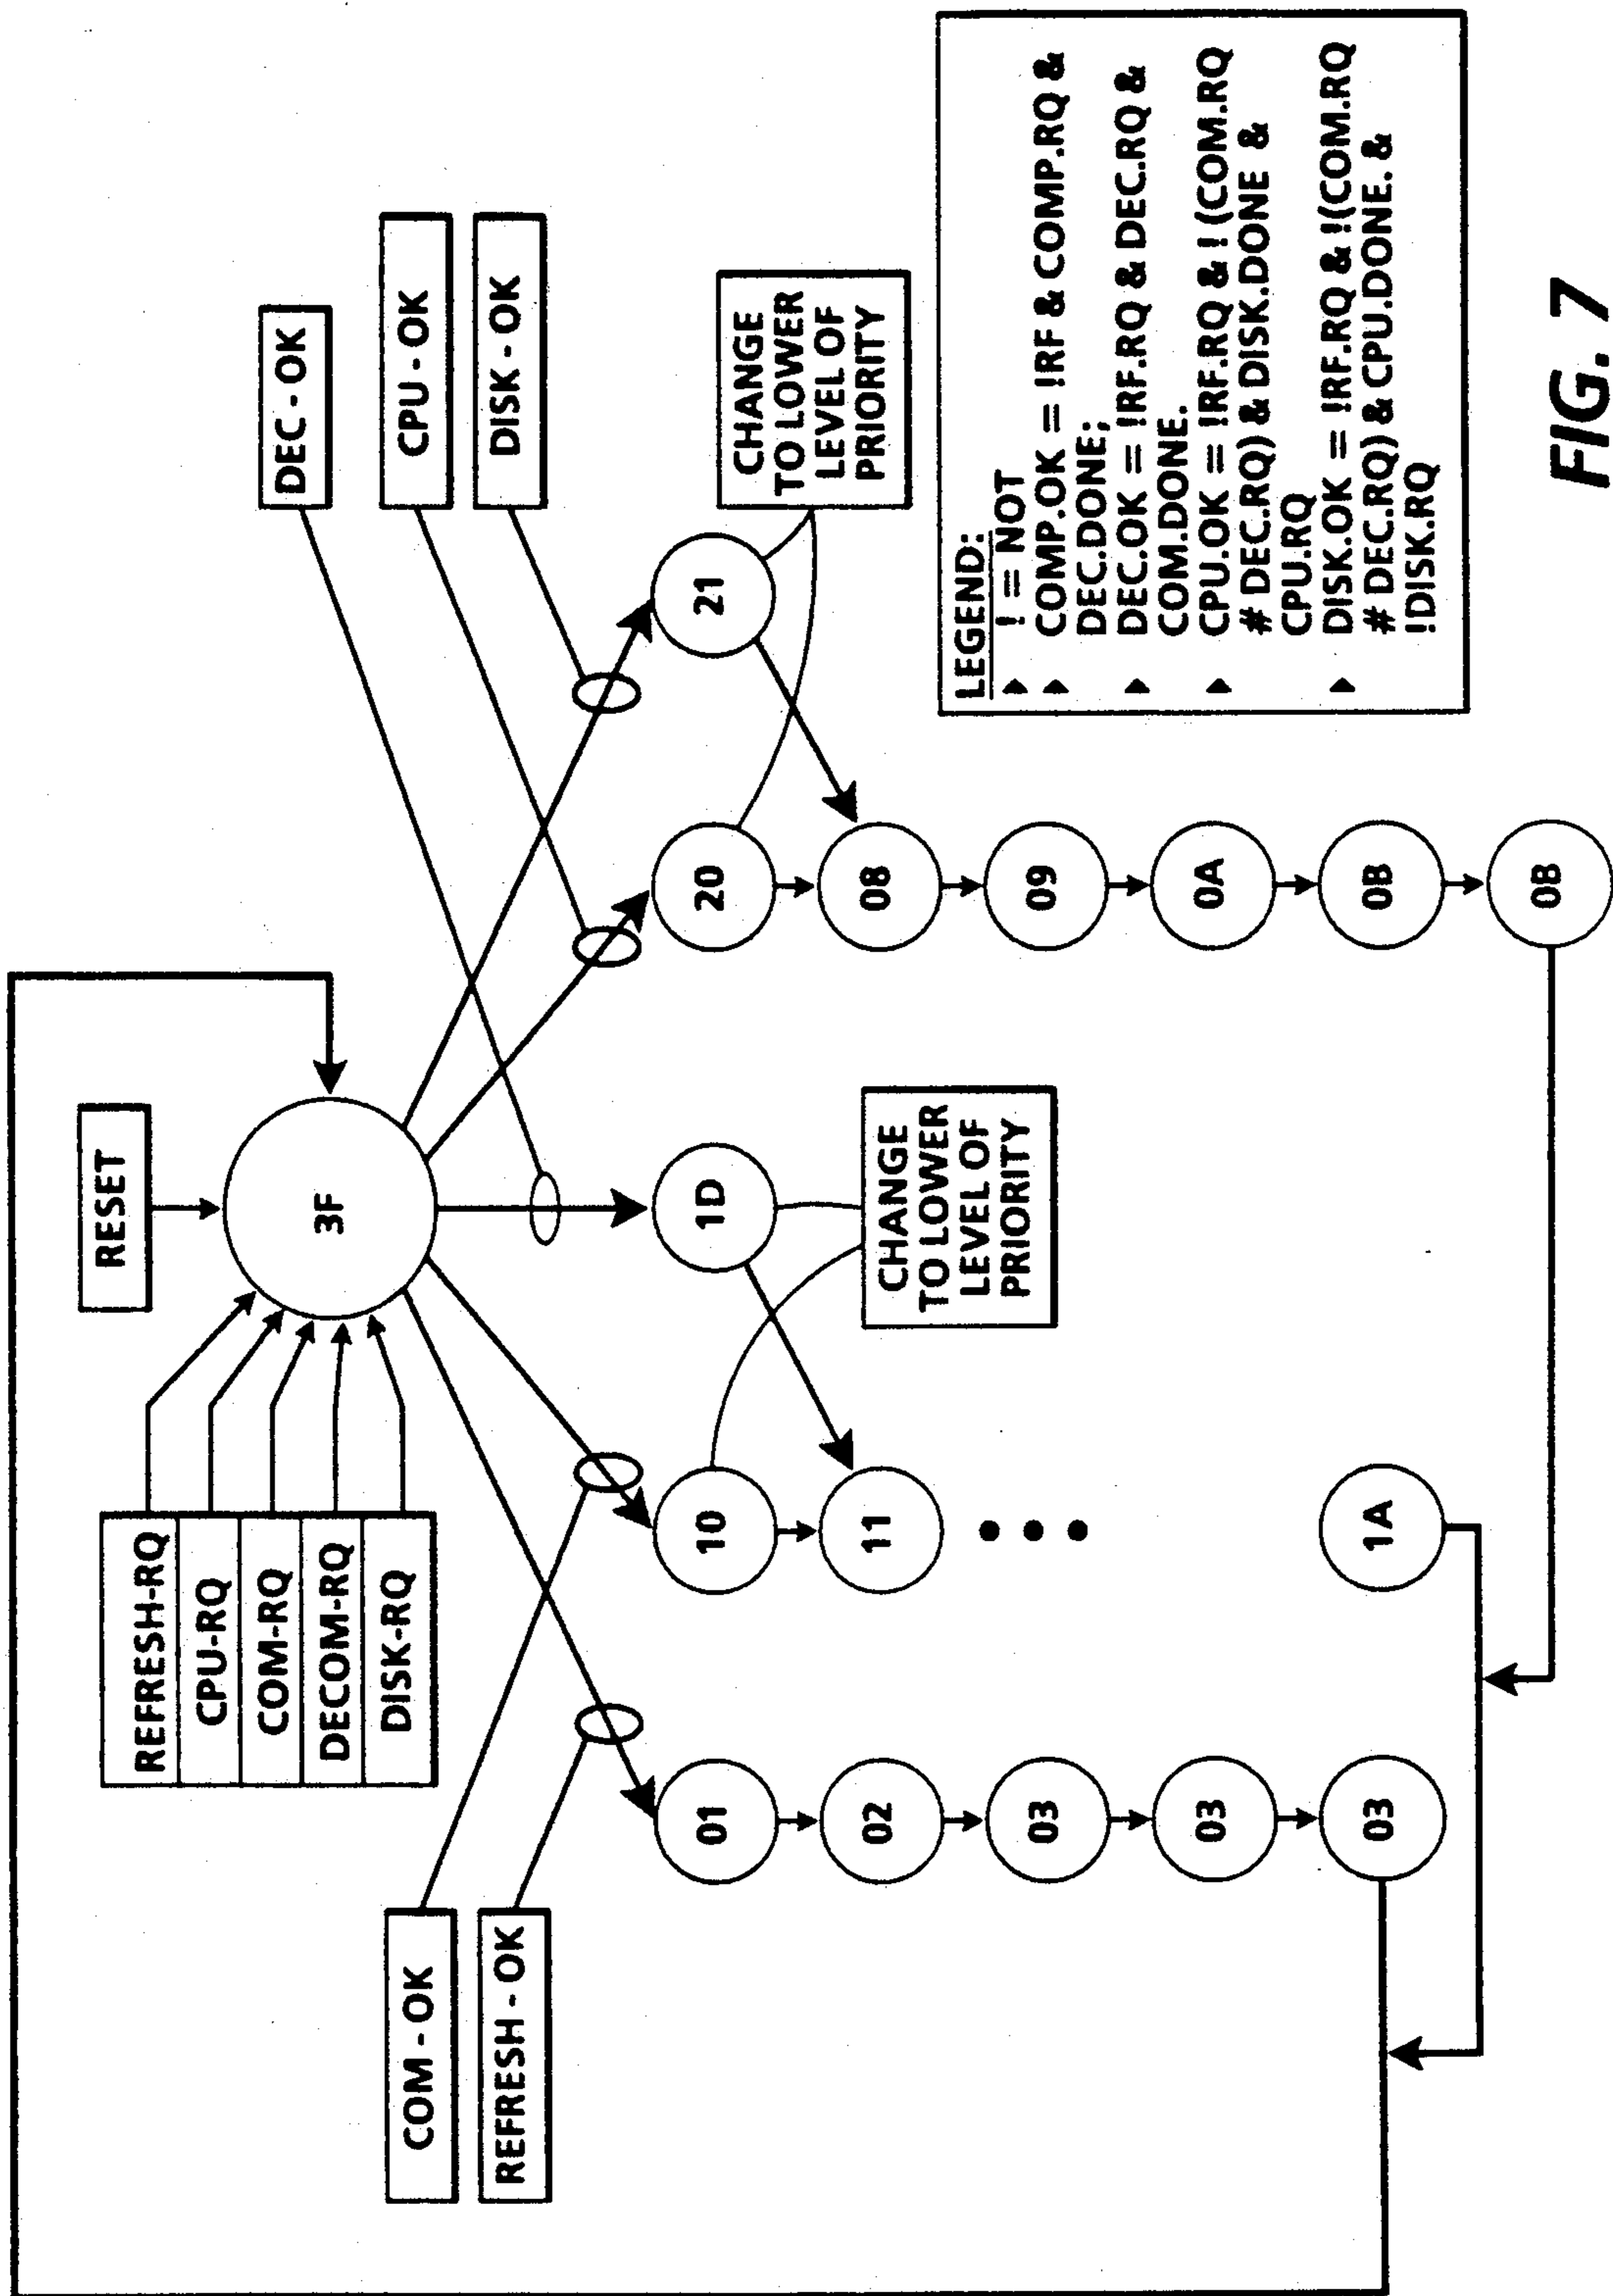 RESET
REFRESH-RQ
CPU-RQ
COM-RQ
DECOM-RQ
DISK-RQ
3F
COM - OK
REFRESH - OK
DEC - OK
CPU - OK
DISK - OK
01
10
1D
20
21
CHANGE
TO LOWER
LEVEL OF
PRIORITY
02
11
08
CHANGE
TO LOWER
LEVEL OF
PRIORITY
03
09
03
0A
03
1A
0B
0B
LEGEND:
! = NOT
COMP.OK = !RF & COMP.RQ &
DEC.DONE;
DEC.OK = !RF.RQ & DEC.RQ &
COM.DONE.
CPU.OK = !RF.RQ & ! (COM.RQ
# DEC.RQ) & DISK.DONE &
CPU.RQ
DISK.OK = !RF.RQ & !(COM.RQ
# DEC.RQ) & CPU.DONE. &
!DISK.RQ
FIG. 7